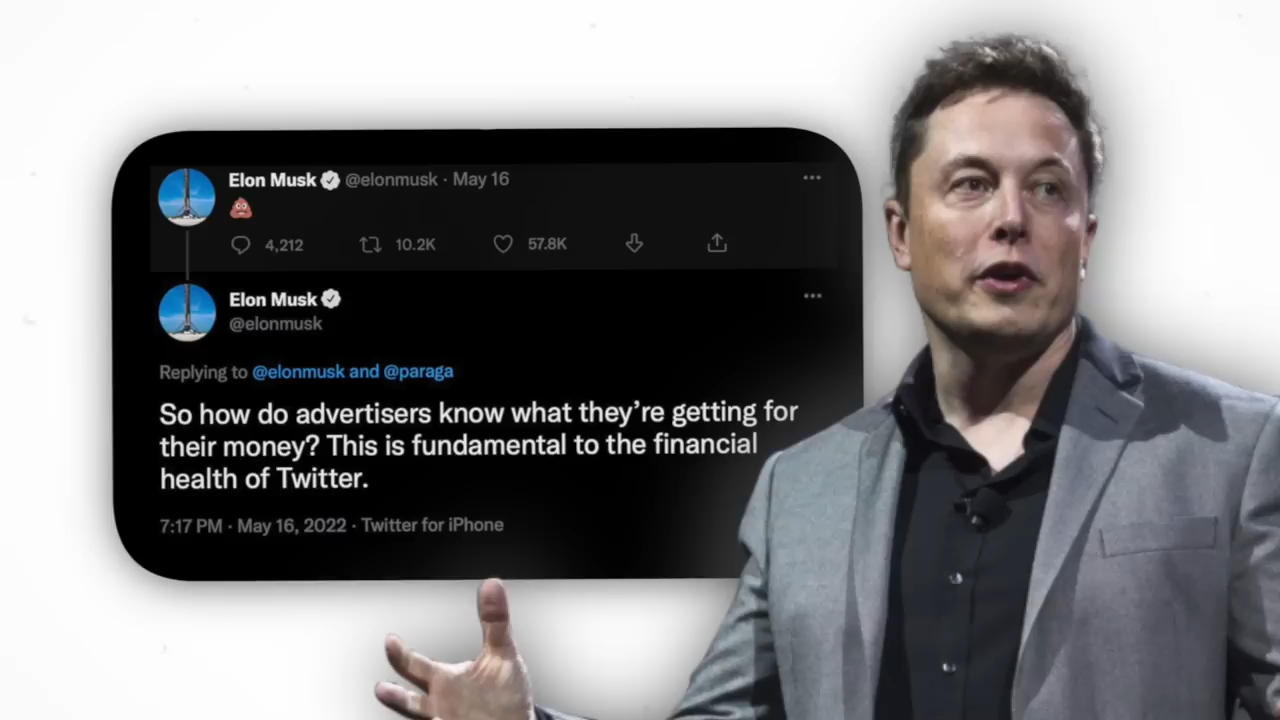 Elon Musk @elonmusk · May 16
💩
4,212 10.2K 57.8K
Elon Musk
@elonmusk
Replying to @elonmusk and @paraga
So how do advertisers know what they’re getting for
their money? This is fundamental to the financial
health of Twitter.
7:17 PM · May 16, 2022 · Twitter for iPhone